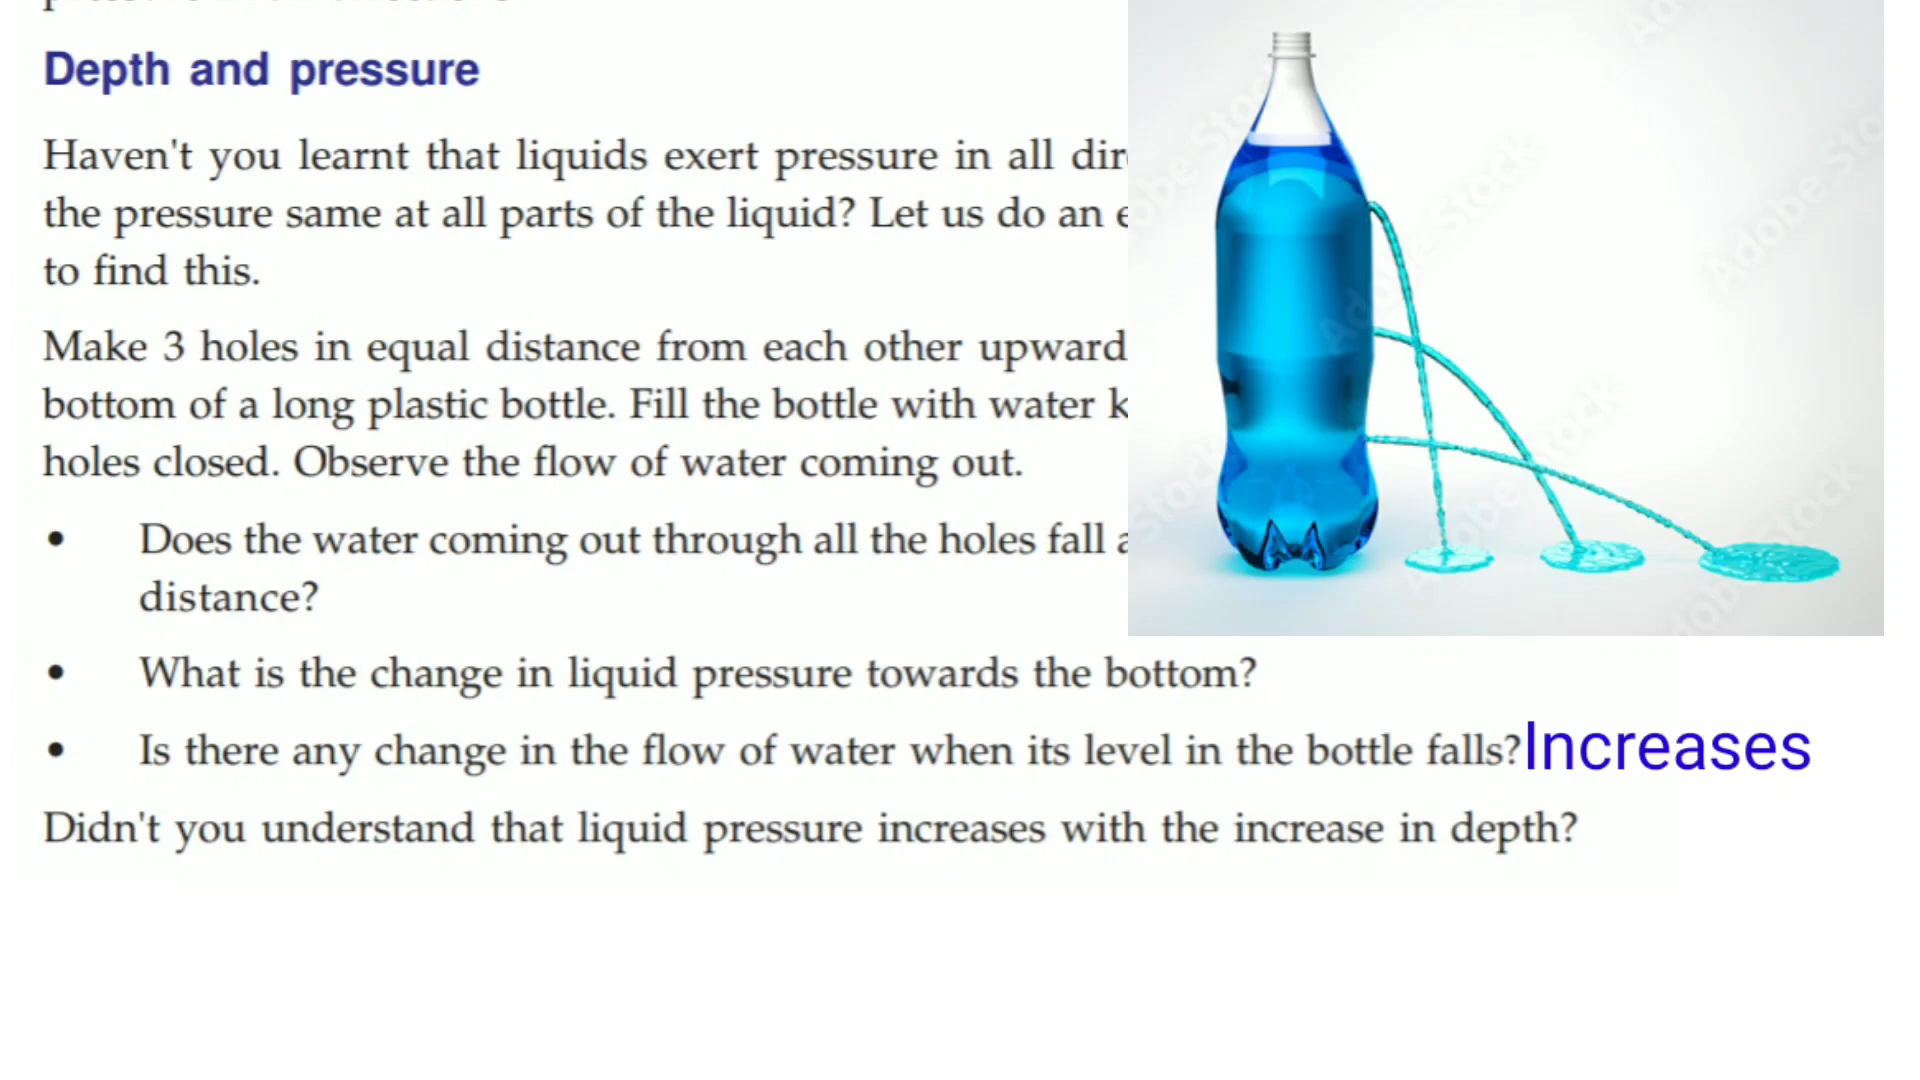 Depth and pressure
Haven't you learnt that liquids exert pressure in all
the pressure same at all parts of the liquid? Let us do an
to find this.
Make 3 holes in equal distance from each other upward
bottom of a long plastic bottle. Fill the bottle with water
holes closed. Observe the flow of water coming out.
• Does the water coming out through all the holes fall
distance?
• What is the change in liquid pressure towards the bottom?
• Is there any change in the flow of water when its level in the bottle falls? Increases
Didn't you understand that liquid pressure increases with the increase in depth?
Adobe Stock